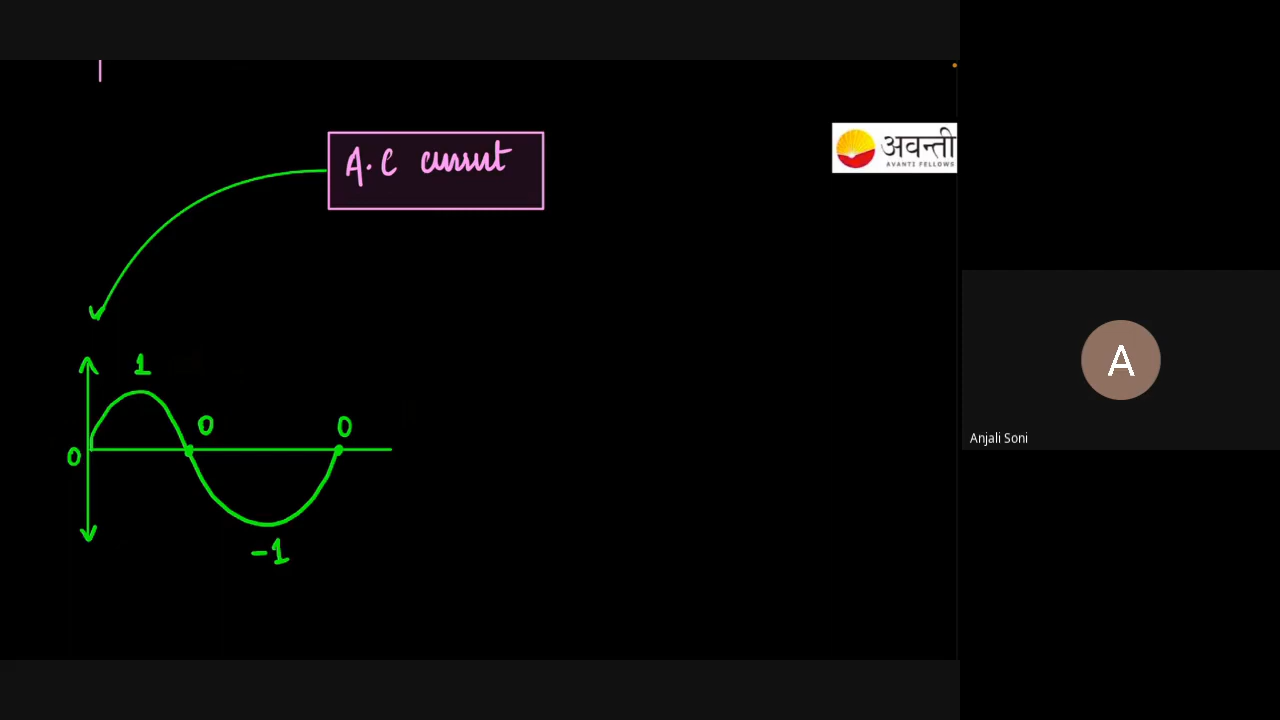 A.C current
अवन्ती
AVANTI FELLOWS
1
0
0
0
-1
A
Anjali Soni